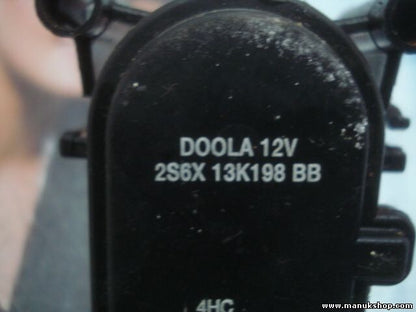 DOOLA 12V
2S6X 13K198 BB
4HC
www.manukshop.com